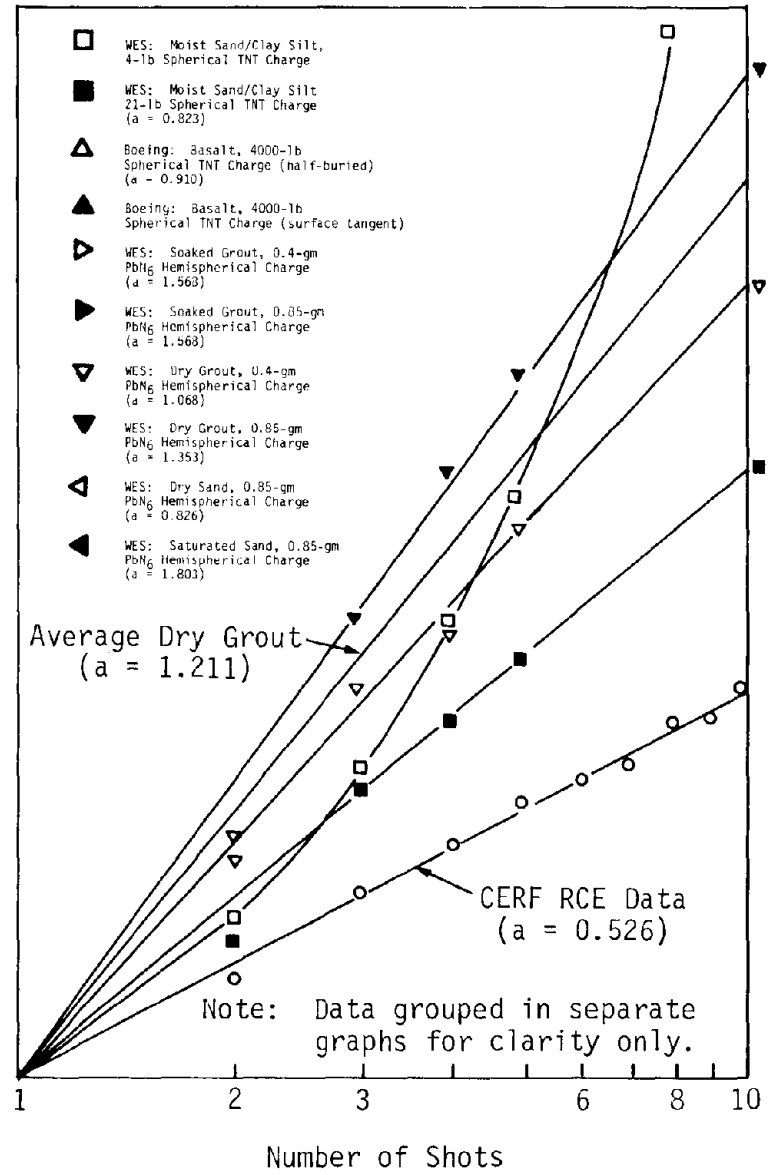 WES: Moist Sand/Clay Silt,
4-lb Spherical TNT Charge
WES: Moist Sand/Clay Silt
21-lb Spherical TNT Charge
(a = 0.823)
Boeing: Basalt, 4000-lb
Spherical TNT Charge (half-buried)
(a - 0.910)
Boeing: Basalt, 4000-lb
Spherical TNT Charge (surface tangent)
WES: Soaked Grout, 0.4-gm
PbN6 Hemispherical Charge
(a = 1.568)
WES: Soaked Grout, 0.85-gm
PbN6 Hemispherical Charge
(a = 1.568)
WES: Dry Grout, 0.4-gm
PbN6 Hemispherical Charge
(a = 1.068)
WES: Dry Grout, 0.85-gm
PbN6 Hemispherical Charge
(a = 1.353)
WES: Dry Sand, 0.85-gm
PbN6 Hemispherical Charge
(a = 0.826)
WES: Saturated Sand, 0.85-gm
PbN6 Hemispherical Charge
(a = 1.803)
Average Dry Grout
(a = 1.211)
CERF RCE Data
(a = 0.526)
Note: Data grouped in separate
graphs for clarity only.
1 2 3 4 6 8 10
Number of Shots